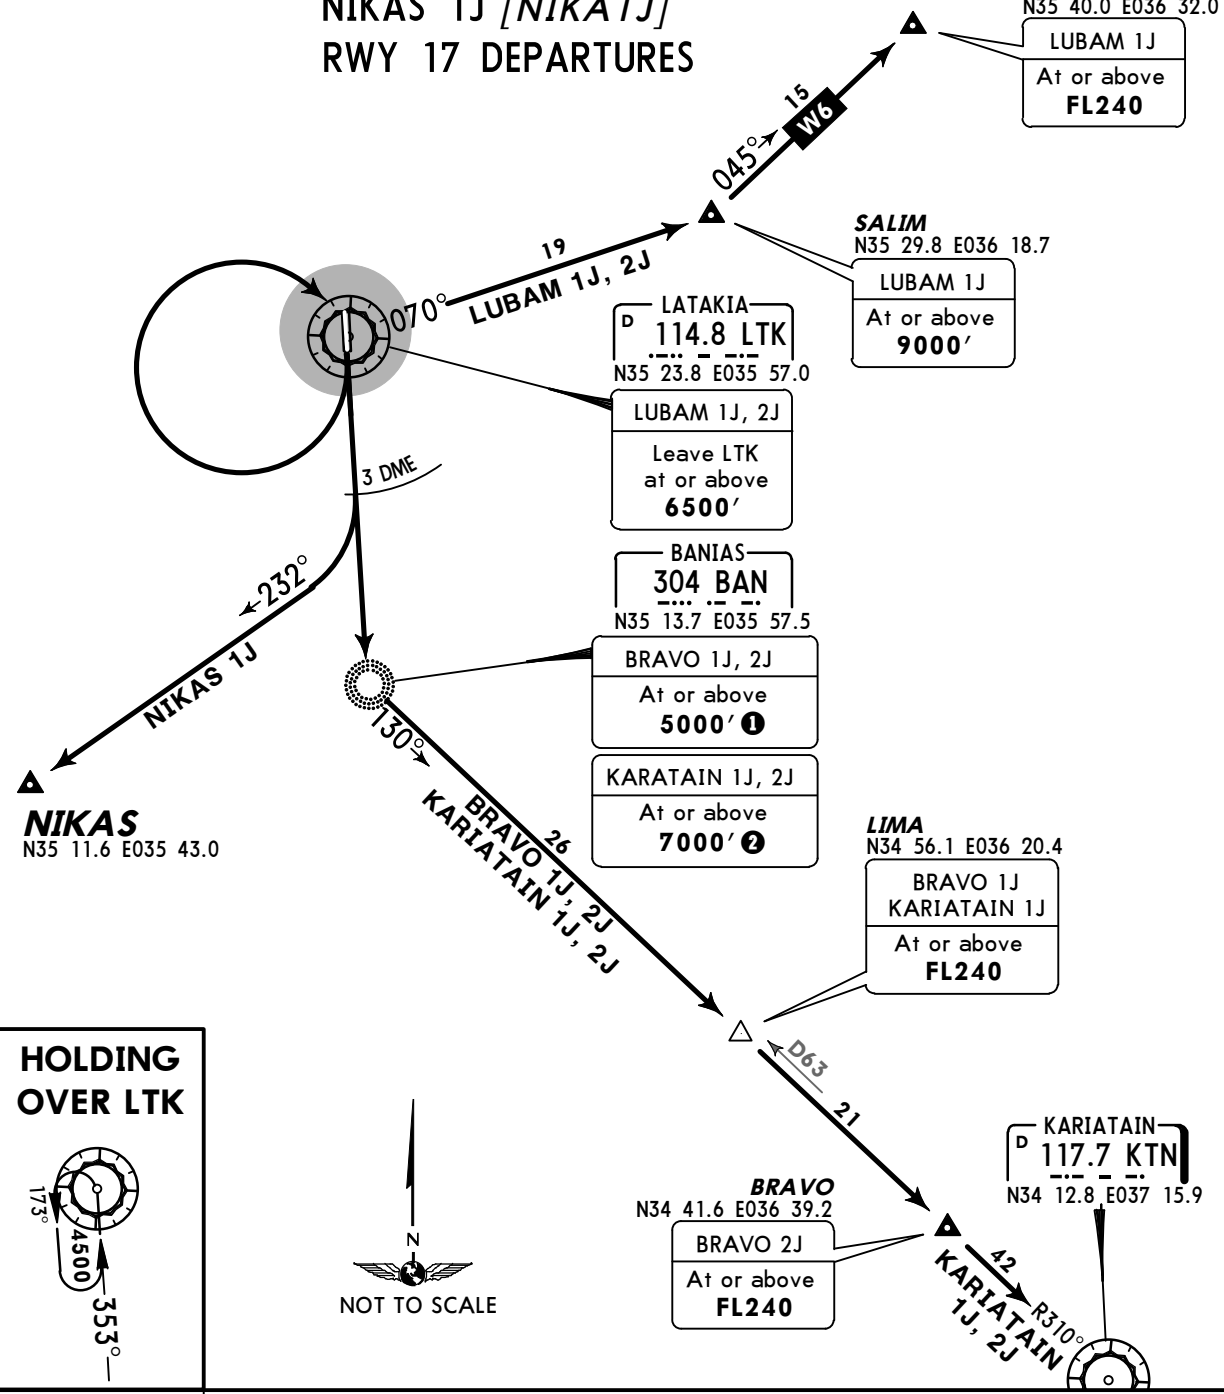 NIKAS 1J [NIKA1J]
RWY 17 DEPARTURES
N35 40.0 E036 32.0
LUBAM 1J
At or above
FL240
15
W6
045°
SALIM
N35 29.8 E036 18.7
LUBAM 1J
At or above
9000'
19
LUBAM 1J, 2J
070°
LATAKIA
D 114.8 LTK
N35 23.8 E035 57.0
LUBAM 1J, 2J
Leave LTK
at or above
6500'
3 DME
232°
NIKAS 1J
NIKAS
N35 11.6 E035 43.0
BANIAS
304 BAN
N35 13.7 E035 57.5
BRAVO 1J, 2J
At or above
5000' 1
KARATAIN 1J, 2J
At or above
7000' 2
130°
26
BRAVO 1J, 2J
KARIATAIN 1J, 2J
LIMA
N34 56.1 E036 20.4
BRAVO 1J
KARIATAIN 1J
At or above
FL240
D63
21
BRAVO
N34 41.6 E036 39.2
BRAVO 2J
At or above
FL240
KARIATAIN
D 117.7 KTN
N34 12.8 E037 15.9
42
KARIATAIN
1J, 2J
R310°
HOLDING
OVER LTK
173°
4500
353°
N
NOT TO SCALE